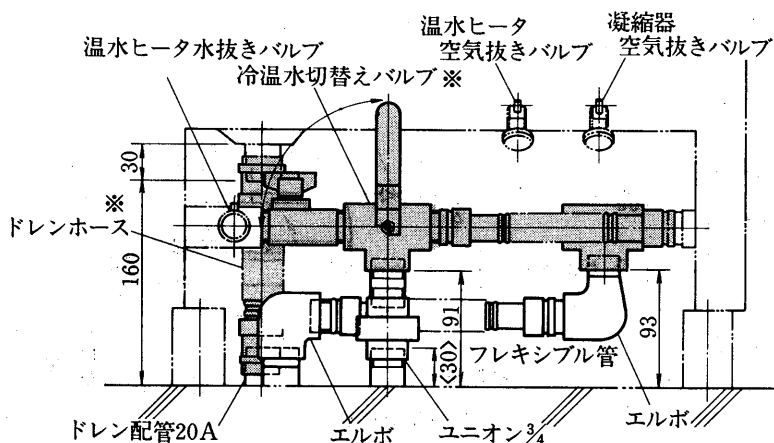 温水ヒータ水抜きバルブ
冷温水切替えバルブ※
温水ヒータ
空気抜きバルブ
凝縮器
空気抜きバルブ
30
※
ドレンホース
160
91
〈30〉
フレキシブル管
93
ドレン配管20A
エルボ
ユニオン3/4
エルボ